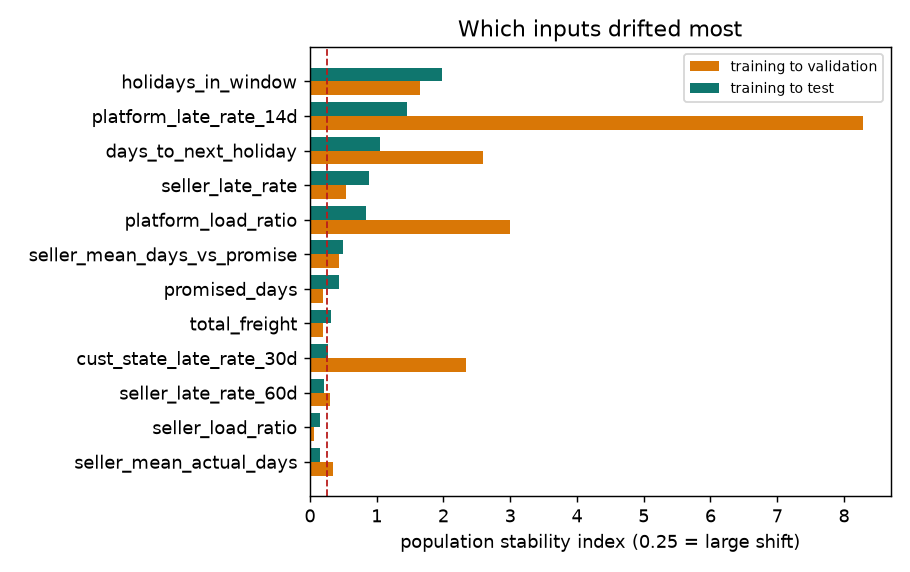 Which inputs drifted most
training to validation
training to test
holidays_in_window
platform_late_rate_14d
days_to_next_holiday
seller_late_rate
platform_load_ratio
seller_mean_days_vs_promise
promised_days
total_freight
cust_state_late_rate_30d
seller_late_rate_60d
seller_load_ratio
seller_mean_actual_days
0 1 2 3 4 5 6 7 8
population stability index (0.25 = large shift)